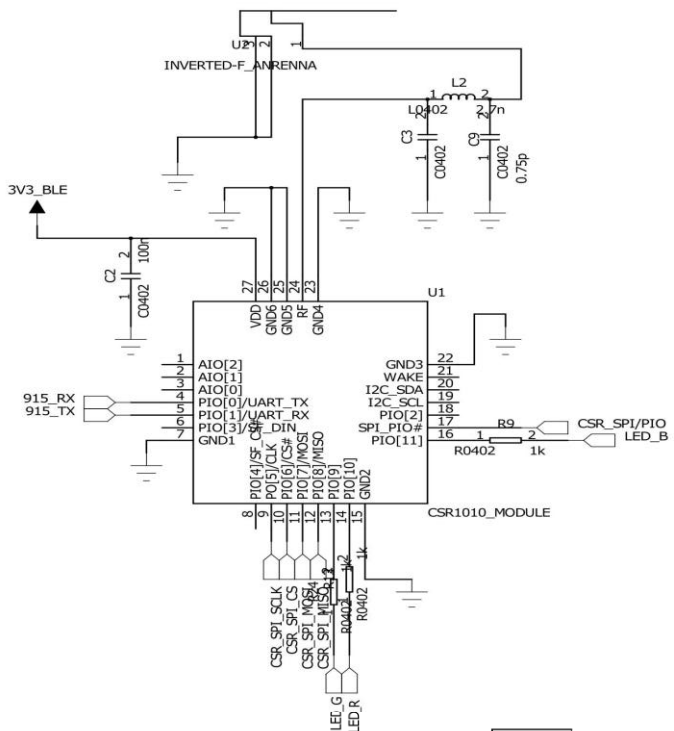 U2
3
2
1
INVERTED-F_ANRENNA
L2
1
2
L0402
2.7n
2
C3
1
C0402
2
C9
1
C0402
0.75p
3V3_BLE
2
100n
C2
1
C0402
27
26
25
24
23
U1
VDD
GND6
GND5
RF
GND4
1 AIO[2]
2 AIO[1]
3 AIO[0]
915_RX 4 PIO[0]/UART_TX
915_TX 5 PIO[1]/UART_RX
6 PIO[3]/SF_DIN
7 GND1
GND3 22
WAKE 21
I2C_SDA 20
I2C_SCL 19
PIO[2] 18
SPI_PIO# 17 R9 CSR_SPI/PIO
PIO[11] 16 1 2 LED_B
R0402 1k
PIO[4]/SF_CS#
PO[5]/CLK
PIO[6]/CS#
PIO[7]/MOSI
PIO[8]/MISO
PIO[9]
PIO[10]
GND2
8
9
10
11
12
13
14
15
CSR1010_MODULE
CSR_SPI_SCLK
CSR_SPI_CS
CSR_SPI_MOSI
CSR_SPI_MISO
2
1k
1k
R0402
R0402
LED_G
LED_R